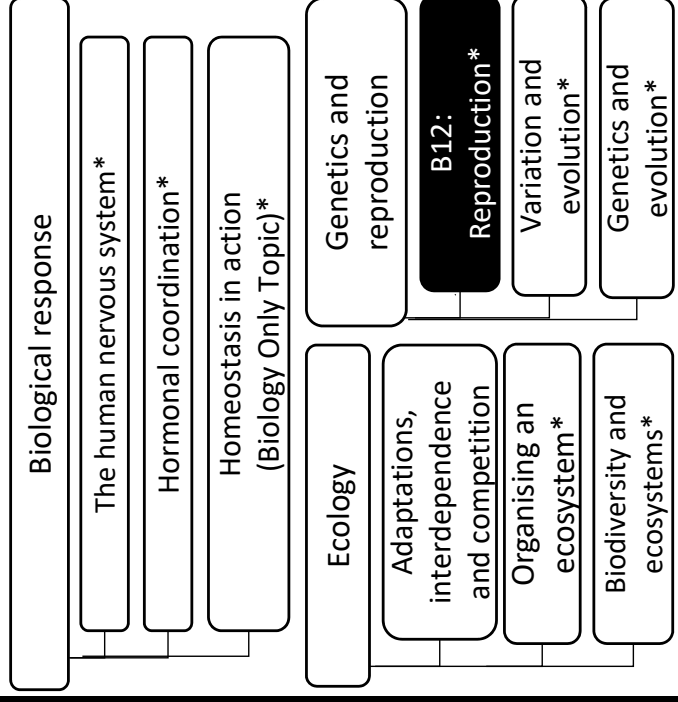 Biological response
The human nervous system*
Hormonal coordination*
Homeostasis in action
(Biology Only Topic)*
Ecology
Adaptations,
interdependence
and competition
Organising an
ecosystem*
Biodiversity and
ecosystems*
Genetics and
reproduction
B12:
Reproduction*
Variation and
evolution*
Genetics and
evolution*